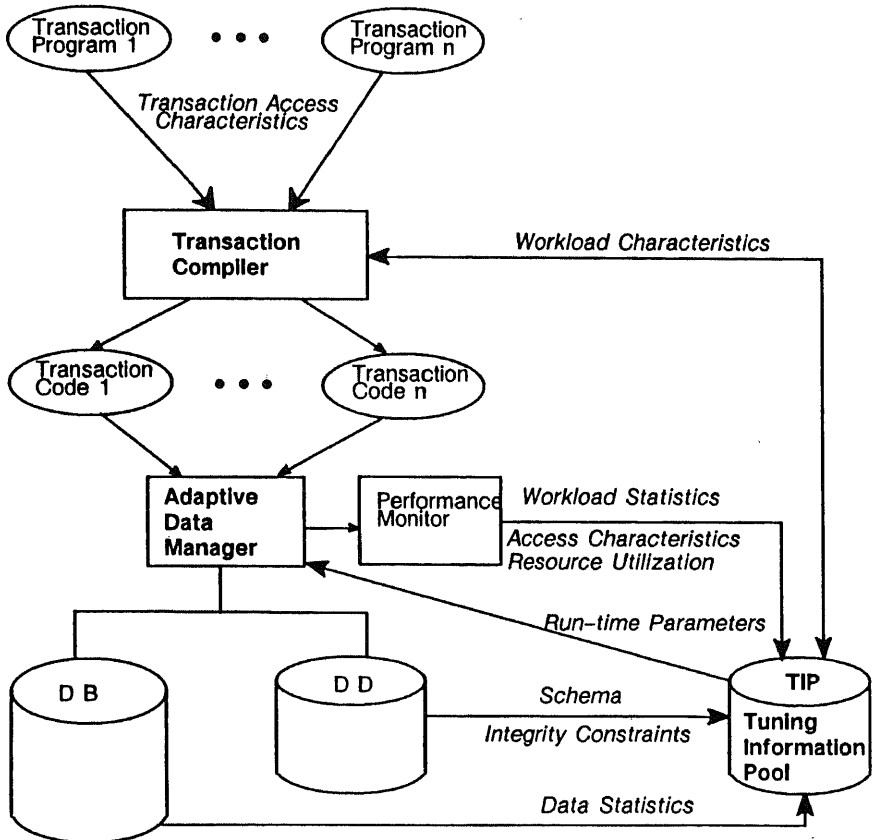 Transaction
Program 1
Transaction
Program n
Transaction Access
Characteristics
Transaction
Compiler
Workload Characteristics
Transaction
Code 1
Transaction
Code n
Adaptive
Data
Manager
Performance
Monitor
Workload Statistics
Access Characteristics
Resource Utilization
Run-time Parameters
D B
D D
Schema
Integrity Constraints
TIP
Tuning
Information
Pool
Data Statistics